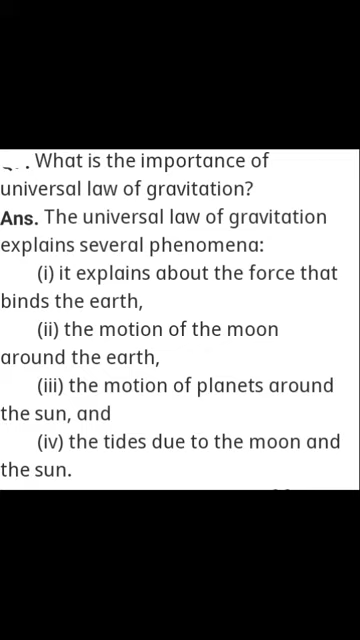 . What is the importance of
universal law of gravitation?
Ans. The universal law of gravitation
explains several phenomena:
(i) it explains about the force that
binds the earth,
(ii) the motion of the moon
around the earth,
(iii) the motion of planets around
the sun, and
(iv) the tides due to the moon and
the sun.